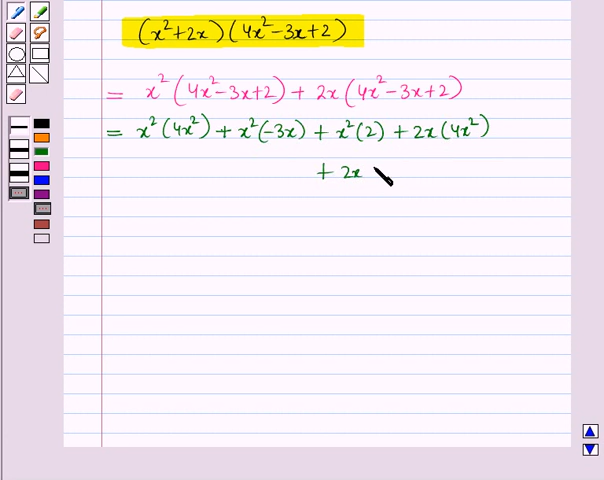 (x²+2x)(4x²−3x+2)
= x²(4x²−3x+2) + 2x(4x²−3x+2)
= x²(4x²) + x²(−3x) + x²(2) + 2x(4x²)
+ 2x